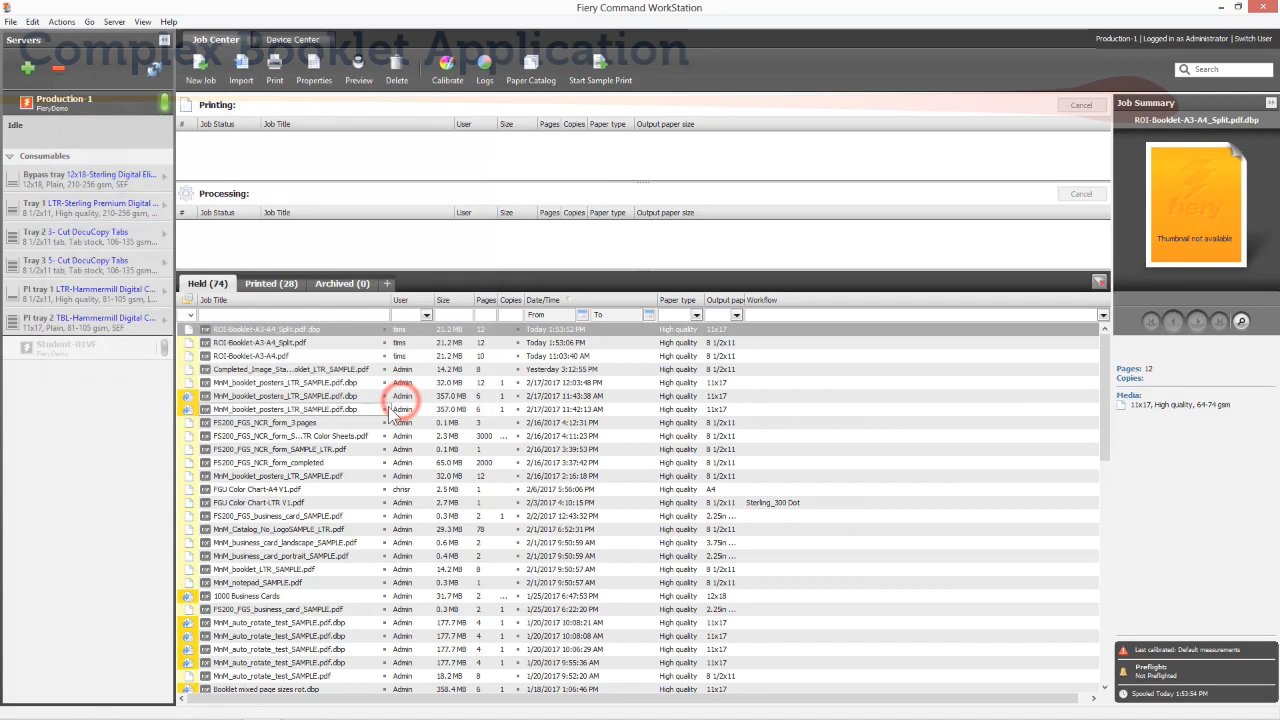 Fiery Command WorkStation
File Edit Actions Go Server View Help
Complex Booklet Application
Servers
Job Center Device Center
Production-1 | Logged in as Administrator | Switch User
New Job Import Print Properties Preview Delete Calibrate Logs Paper Catalog Start Sample Print
Search
Production-1
FieryDemo
Idle
Consumables
Bypass tray 12x18-Sterling Digital Eli...
12x18, Plain, 210-256 gsm, SEF
Tray 1 LTR-Sterling Premium Digital ...
8 1/2x11, High quality, 210-256 gsm, ...
Tray 2 3- Cut DocuCopy Tabs
8 1/2x11 tab, Tab stock, 106-135 gsm...
Tray 3 5- Cut DocuCopy Tabs
8 1/2x11 tab, Tab stock, 106-135 gsm...
PI tray 1 LTR-Hammermill Digital C...
8 1/2x11, High quality, 81-105 gsm, L...
PI tray 2 TBL-Hammermill Digital C...
11x17, Plain, 81-105 gsm, SEF
Student-01VF
FieryDemo
Printing: Cancel
# Job Status Job Title User Size Pages Copies Paper type Output paper size
Processing: Cancel
# Job Status Job Title User Size Pages Copies Paper type Output paper size
Held (74) Printed (28) Archived (0) +
Job Title User Size Pages Copies Date/Time Paper type Output pap Workflow
From To
ROI-Booklet-A3-A4_Split.pdf.dbp tims 21.2 MB 12 Today 1:53:52 PM High quality 11x17
ROI-Booklet-A3-A4_Split.pdf tims 21.2 MB 12 Today 1:53:06 PM High quality 8 1/2x11
ROI-Booklet-A3-A4.pdf tims 21.2 MB 10 Today 11:03:40 AM High quality 8 1/2x11
Completed_Image_Sta...ooklet_LTR_SAMPLE.pdf Admin 14.2 MB 8 Yesterday 3:12:55 PM High quality 8 1/2x11
MnM_booklet_posters_LTR_SAMPLE.pdf.dbp Admin 32.0 MB 12 1 2/17/2017 12:03:48 PM High quality 11x17
MnM_booklet_posters_LTR_SAMPLE.pdf.dbp Admin 357.0 MB 6 1 2/17/2017 11:43:38 AM High quality 11x17
MnM_booklet_posters_LTR_SAMPLE.pdf.dbp Admin 357.0 MB 6 1 2/17/2017 11:42:13 AM High quality 11x17
FS200_FGS_NCR_form_3 pages Admin 0.1 MB 3 2/16/2017 4:12:31 PM High quality 8 1/2x11
FS200_FGS_NCR_form_S...TR Color Sheets.pdf Admin 2.3 MB 3000 ... 2/16/2017 4:11:23 PM High quality 8 1/2x11
FS200_FGS_NCR_form_SAMPLE_LTR.pdf Admin 0.1 MB 1 2/16/2017 3:39:53 PM High quality 8 1/2x11
FS200_FGS_NCR_form_completed Admin 65.0 MB 2000 2/16/2017 3:37:42 PM High quality 8 1/2x11
MnM_booklet_posters_LTR_SAMPLE.pdf Admin 32.0 MB 12 2/16/2017 2:16:18 PM High quality 8 1/2x11
FGU Color Chart-A4 V1.pdf chrisr 2.5 MB 1 2/6/2017 5:56:06 PM High quality A4
FGU Color Chart-LTR V1.pdf Admin 2.7 MB 1 2/3/2017 4:10:15 PM High quality 8 1/2x11 Sterling_300 Dot
FS200_FGS_business_card_SAMPLE.pdf Admin 0.3 MB 2 1 2/2/2017 12:44:37 PM High quality 2.25in ...
MnM_Catalog_No_LogoSAMPLE_LTR.pdf Admin 29.3 MB 78 2/1/2017 6:52:31 PM High quality 8 1/2x11
MnM_business_card_landscape_SAMPLE.pdf Admin 0.6 MB 2 2/1/2017 9:50:59 AM High quality 3.75in ...
MnM_business_card_portrait_SAMPLE.pdf Admin 0.4 MB 2 2/1/2017 9:50:59 AM High quality 2.25in ...
MnM_booklet_LTR_SAMPLE.pdf Admin 14.2 MB 8 2/1/2017 9:50:57 AM High quality 8 1/2x11
MnM_notepad_SAMPLE.pdf Admin 3.1 MB 1 2/1/2017 9:50:57 AM High quality 8 1/2x11
1000 Business Cards Admin 31.7 MB 2 ... 1/25/2017 6:47:53 PM High quality 12x18
FS200_FGS_business_card_SAMPLE.pdf Admin 0.3 MB 2 1 1/25/2017 6:22:20 PM High quality 2.25in ...
MnM_auto_rotate_test_SAMPLE.pdf.dbp Admin 177.7 MB 4 1 1/20/2017 10:08:21 AM High quality 11x17
MnM_auto_rotate_test_SAMPLE.pdf.dbp Admin 177.7 MB 4 1 1/20/2017 10:08:08 AM High quality 11x17
MnM_auto_rotate_test_SAMPLE.pdf.dbp Admin 177.7 MB 4 1 1/20/2017 10:06:29 AM High quality 11x17
MnM_auto_rotate_test_SAMPLE.pdf.dbp Admin 177.7 MB 4 1 1/20/2017 9:55:36 AM High quality 11x17
MnM_auto_rotate_test_SAMPLE.pdf Admin 18.2 MB 8 1/20/2017 9:52:18 AM High quality 8 1/2x11
Booklet mixed page sizes rot.dbp Admin 358.4 MB 6 1 1/18/2017 1:06:46 PM High quality 11x17
Job Summary
ROI-Booklet-A3-A4_Split.pdf.dbp
fiery
Thumbnail not available
Pages: 12
Copies:
Media:
11x17, High quality, 64-74 gsm
Last calibrated: Default measurements
Preflight:
Not Preflighted
Spooled Today 1:53:54 PM